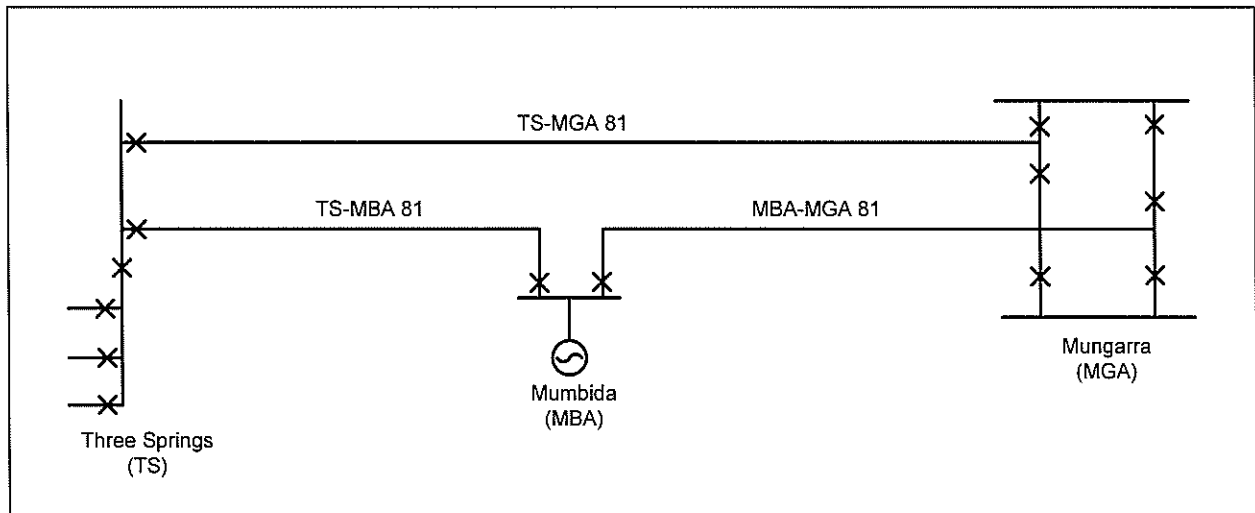 TS-MGA 81
TS-MBA 81
MBA-MGA 81
Mumbida
(MBA)
Mungarra
(MGA)
Three Springs
(TS)